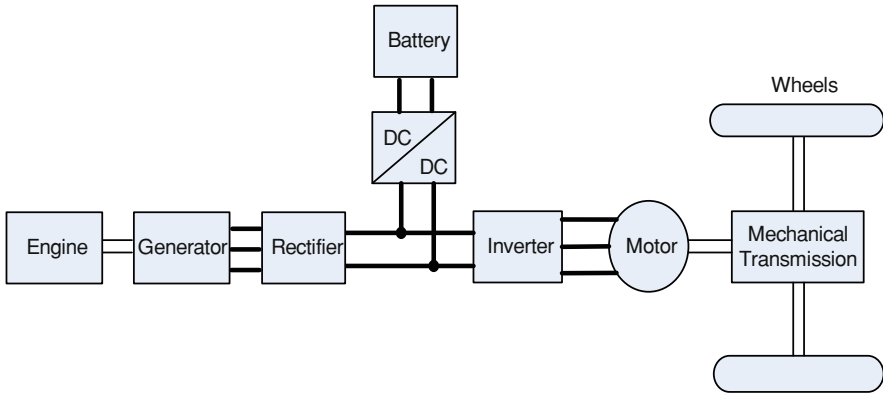 Battery
Wheels
DC
DC
Engine
Generator
Rectifier
Inverter
Motor
Mechanical
Transmission